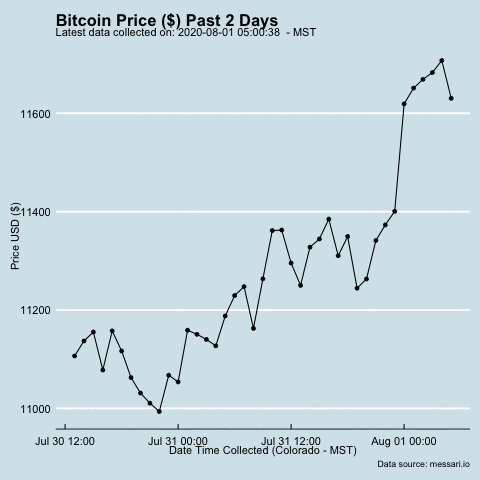 Bitcoin Price ($) Past 2 Days
Latest data collected on: 2020-08-01 05:00:38  - MST
11600
11400
11200
11000
Price USD ($)
Jul 30 12:00 Jul 31 00:00 Jul 31 12:00 Aug 01 00:00
Date Time Collected (Colorado - MST)
Data source: messari.io